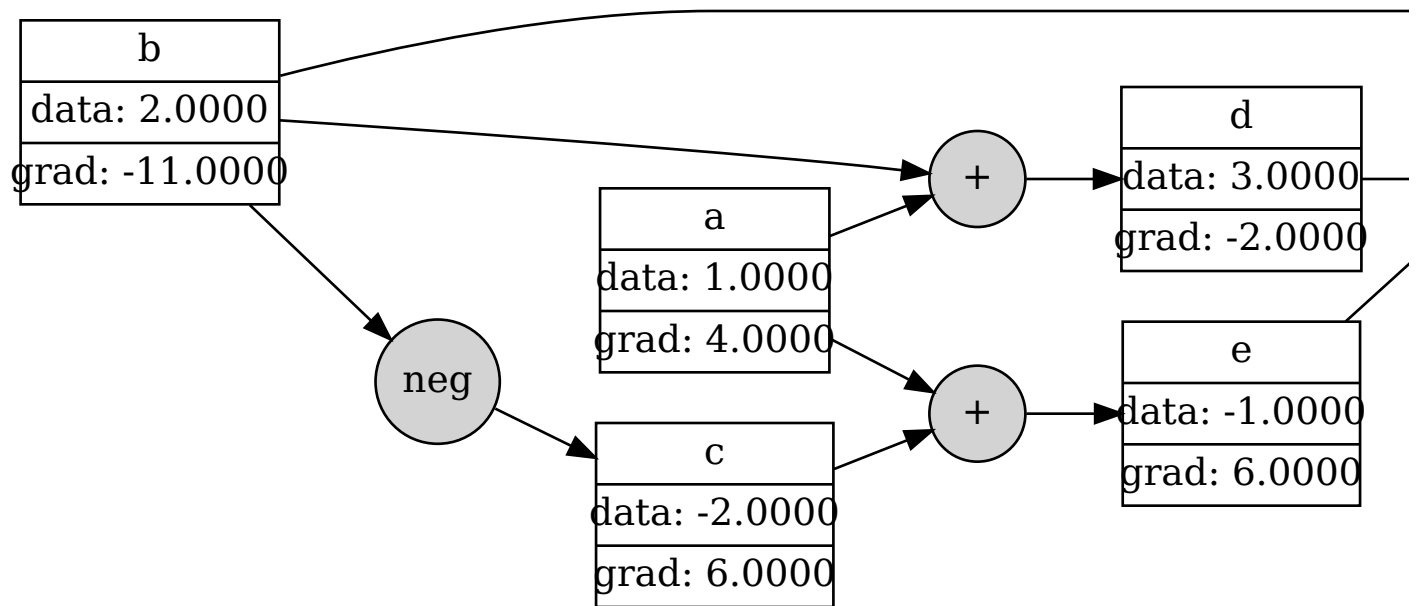 b
data: 2.0000
grad: -11.0000
neg
a
data: 1.0000
grad: 4.0000
c
data: -2.0000
grad: 6.0000
+
+
d
data: 3.0000
grad: -2.0000
e
data: -1.0000
grad: 6.0000